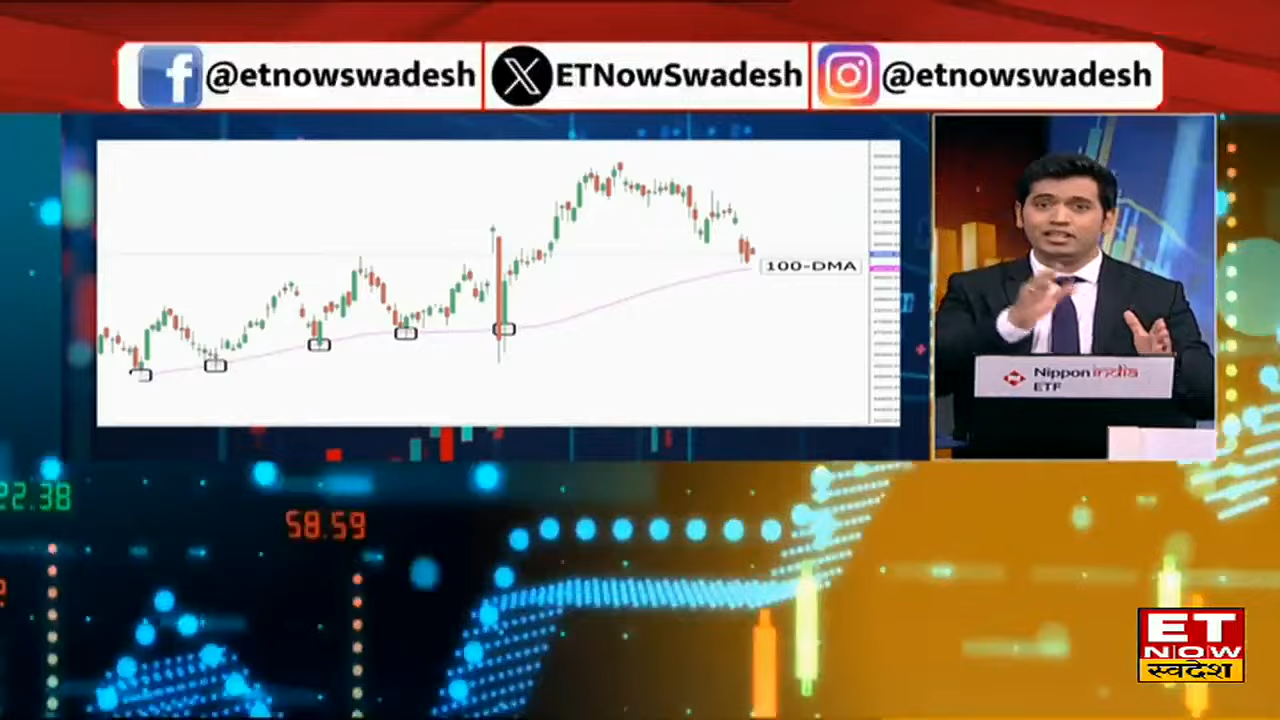 @etnowswadesh
ETNowSwadesh
@etnowswadesh
100-DMA
Nippon india
ETF
22.38
58.59
ET
NOW
स्वदेश